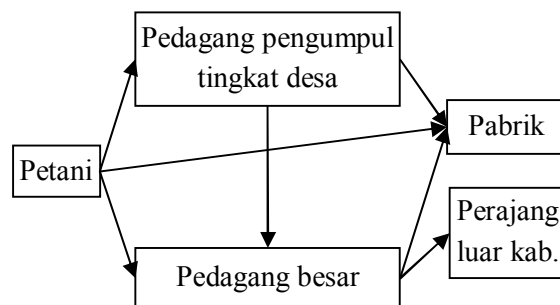 Pedagang pengumpul
tingkat desa
Pabrik
Petani
Perajang
luar kab.
Pedagang besar